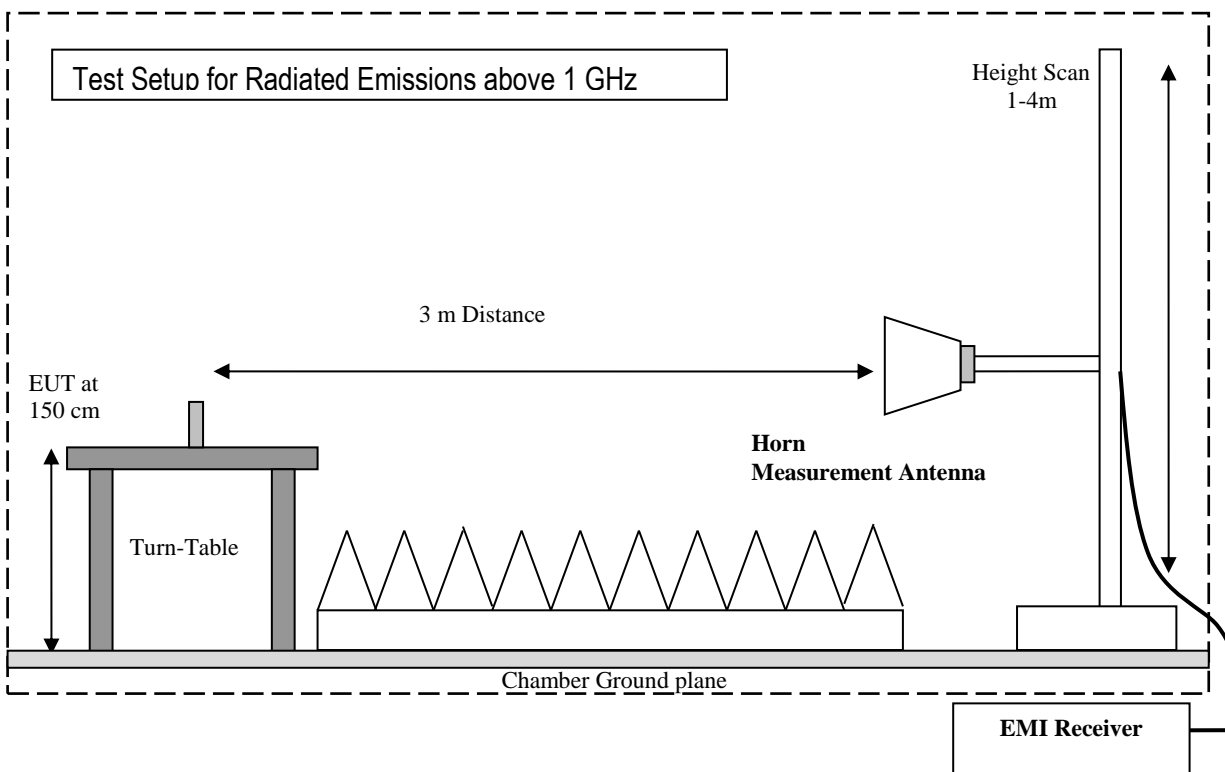 Test Setup for Radiated Emissions above 1 GHz
Height Scan
1-4m
3 m Distance
EUT at
150 cm
Horn
Measurement Antenna
Turn-Table
Chamber Ground plane
EMI Receiver